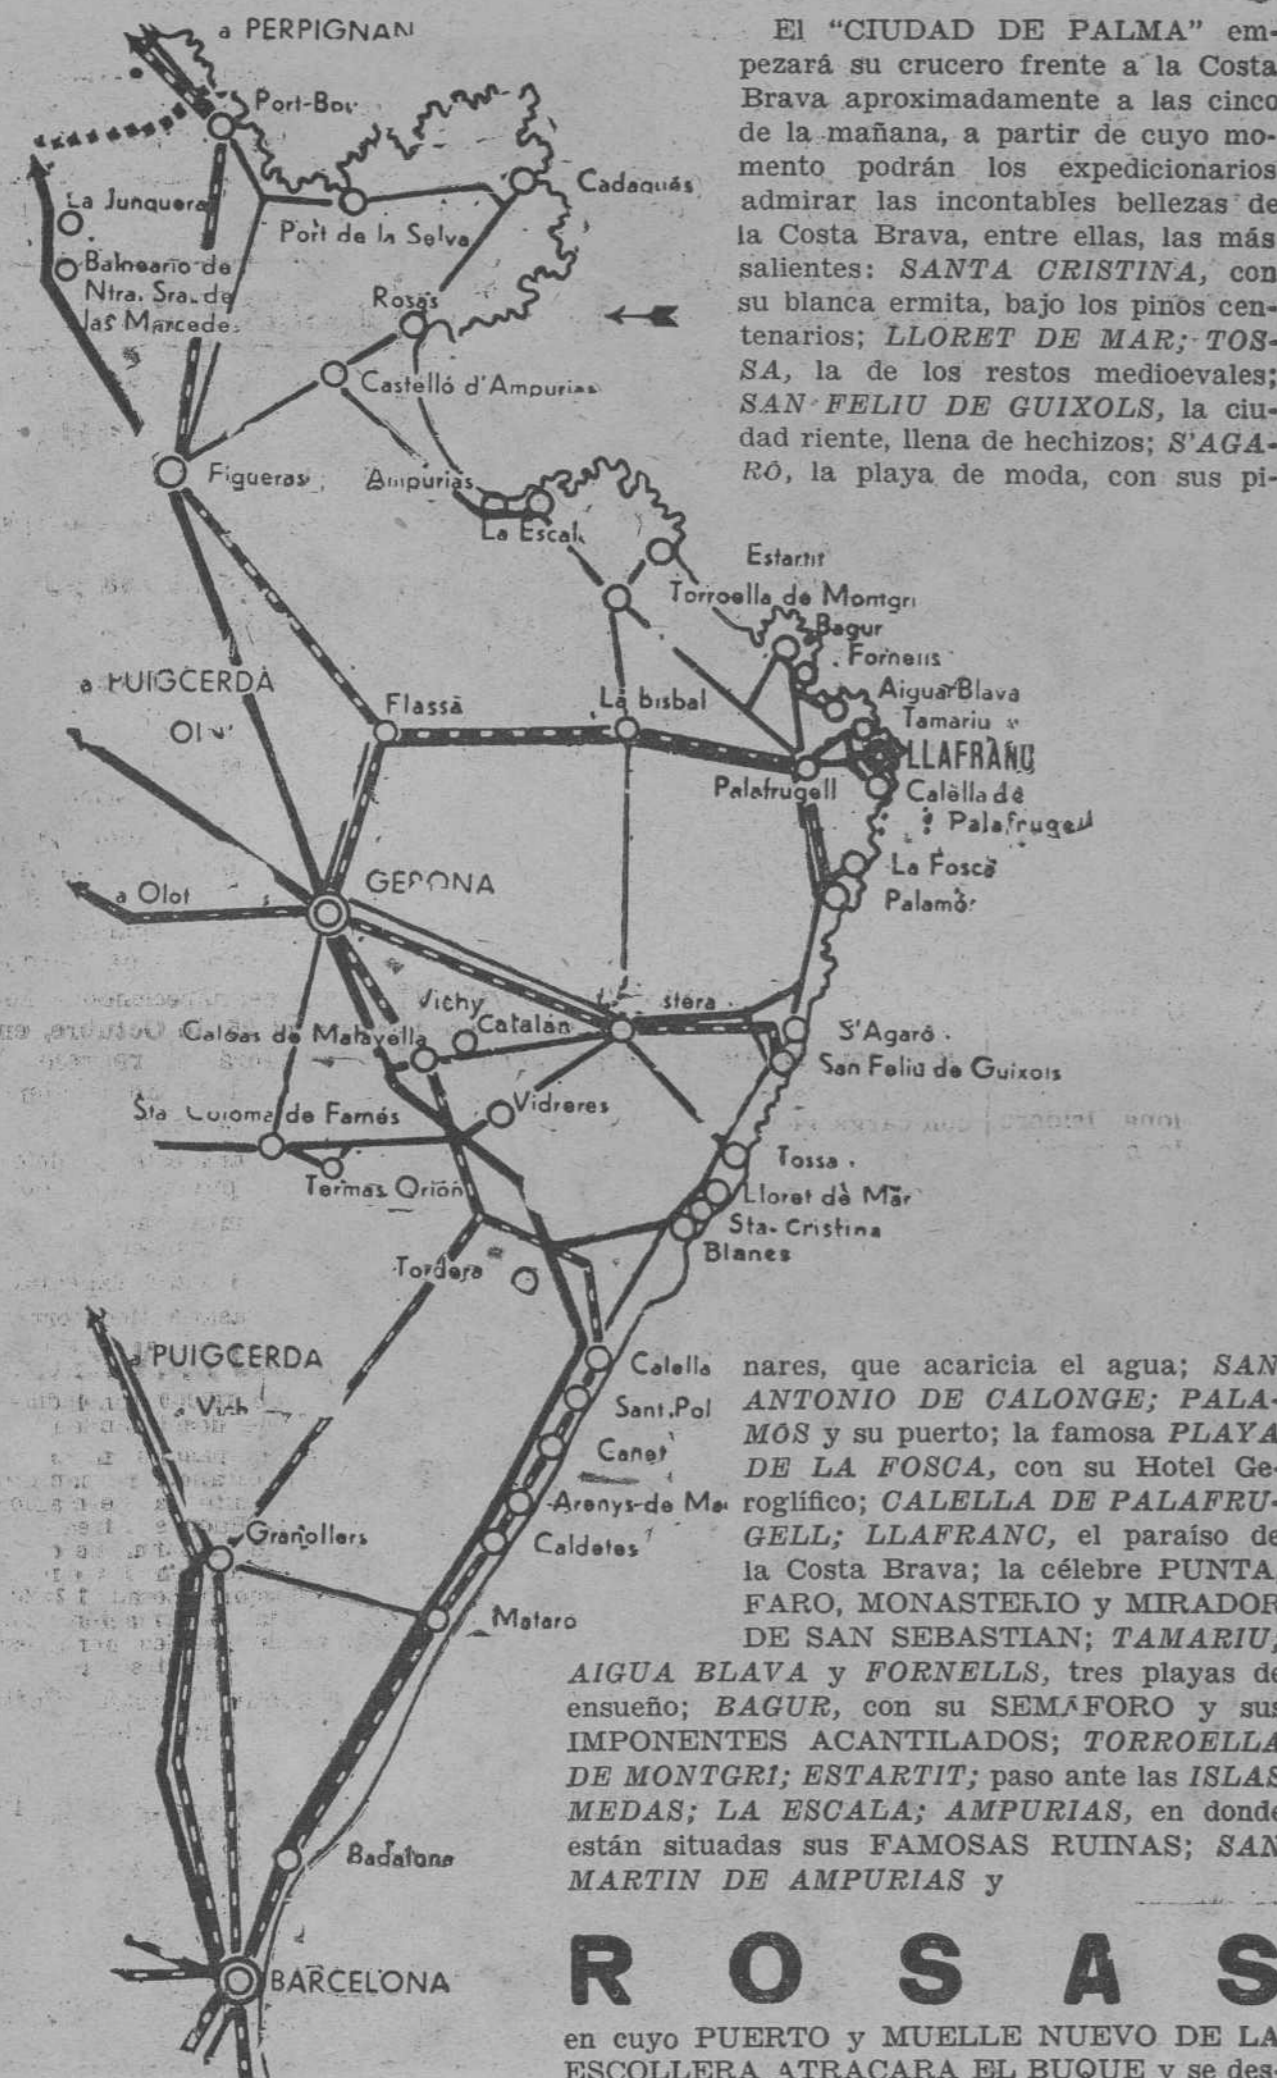 a PERPIGNAN
Port-Bou
Cadaqués
La Junquera
Port de la Selva
Balneario de
Ntra. Sra. de
las Marcedes
Rosas
Castelló d'Ampurias
Figueras
Ampurias
La Escala
Estartit
Torroella de Montgri
Bagur
Fornells
Aigua Blava
Tamariu
LLAFRANC
a PUIGCERDÀ
Flassà
La bisbal
Palafrugell
Calella de
Palafrugell
La Fosca
GERONA
a Olot
Palamós
Vichy
Catalán
Caldas de Malavella
S'Agaró
San Feliu de Guixols
Sta Coloma de Farnés
Vidreres
Termas Orión
Tossa
Lloret de Mar
Sta. Cristina
Blanes
Tordera
a PUIGCERDA
a Vich
Calella
Sant Pol
Canet
Arenys de Mar
Caldetes
Granollers
Mataró
Badalona
BARCELONA
El “CIUDAD DE PALMA” em-
pezará su crucero frente a la Costa
Brava aproximadamente a las cinco
de la mañana, a partir de cuyo mo-
mento podrán los expedicionarios
admirar las incontables bellezas de
la Costa Brava, entre ellas, las más
salientes: SANTA CRISTINA, con
su blanca ermita, bajo los pinos cen-
tenarios; LLORET DE MAR; TOS-
SA, la de los restos medioevales;
SAN FELIU DE GUIXOLS, la ciu-
dad riente, llena de hechizos; S'AGA-
RÓ, la playa de moda, con sus pi-
nares, que acaricia el agua; SAN
ANTONIO DE CALONGE; PALA-
MÓS y su puerto; la famosa PLAYA
DE LA FOSCA, con su Hotel Ge-
roglífico; CALELLA DE PALAFRU-
GELL; LLAFRANC, el paraíso de
la Costa Brava; la célebre PUNTA,
FARO, MONASTERIO y MIRADOR
DE SAN SEBASTIAN; TAMARIU;
AIGUA BLAVA y FORNELLS, tres playas de
ensueño; BAGUR, con su SEMÁFORO y sus
IMPONENTES ACANTILADOS; TORROELLA
DE MONTGRÍ; ESTARTIT; paso ante las ISLAS
MEDAS; LA ESCALA; AMPURIAS, en donde
están situadas sus FAMOSAS RUINAS; SAN
MARTIN DE AMPURIAS y
ROSAS
en cuyo PUERTO y MUELLE NUEVO DE LA
ESCOLLERA ATRACARA EL BUQUE y se des-